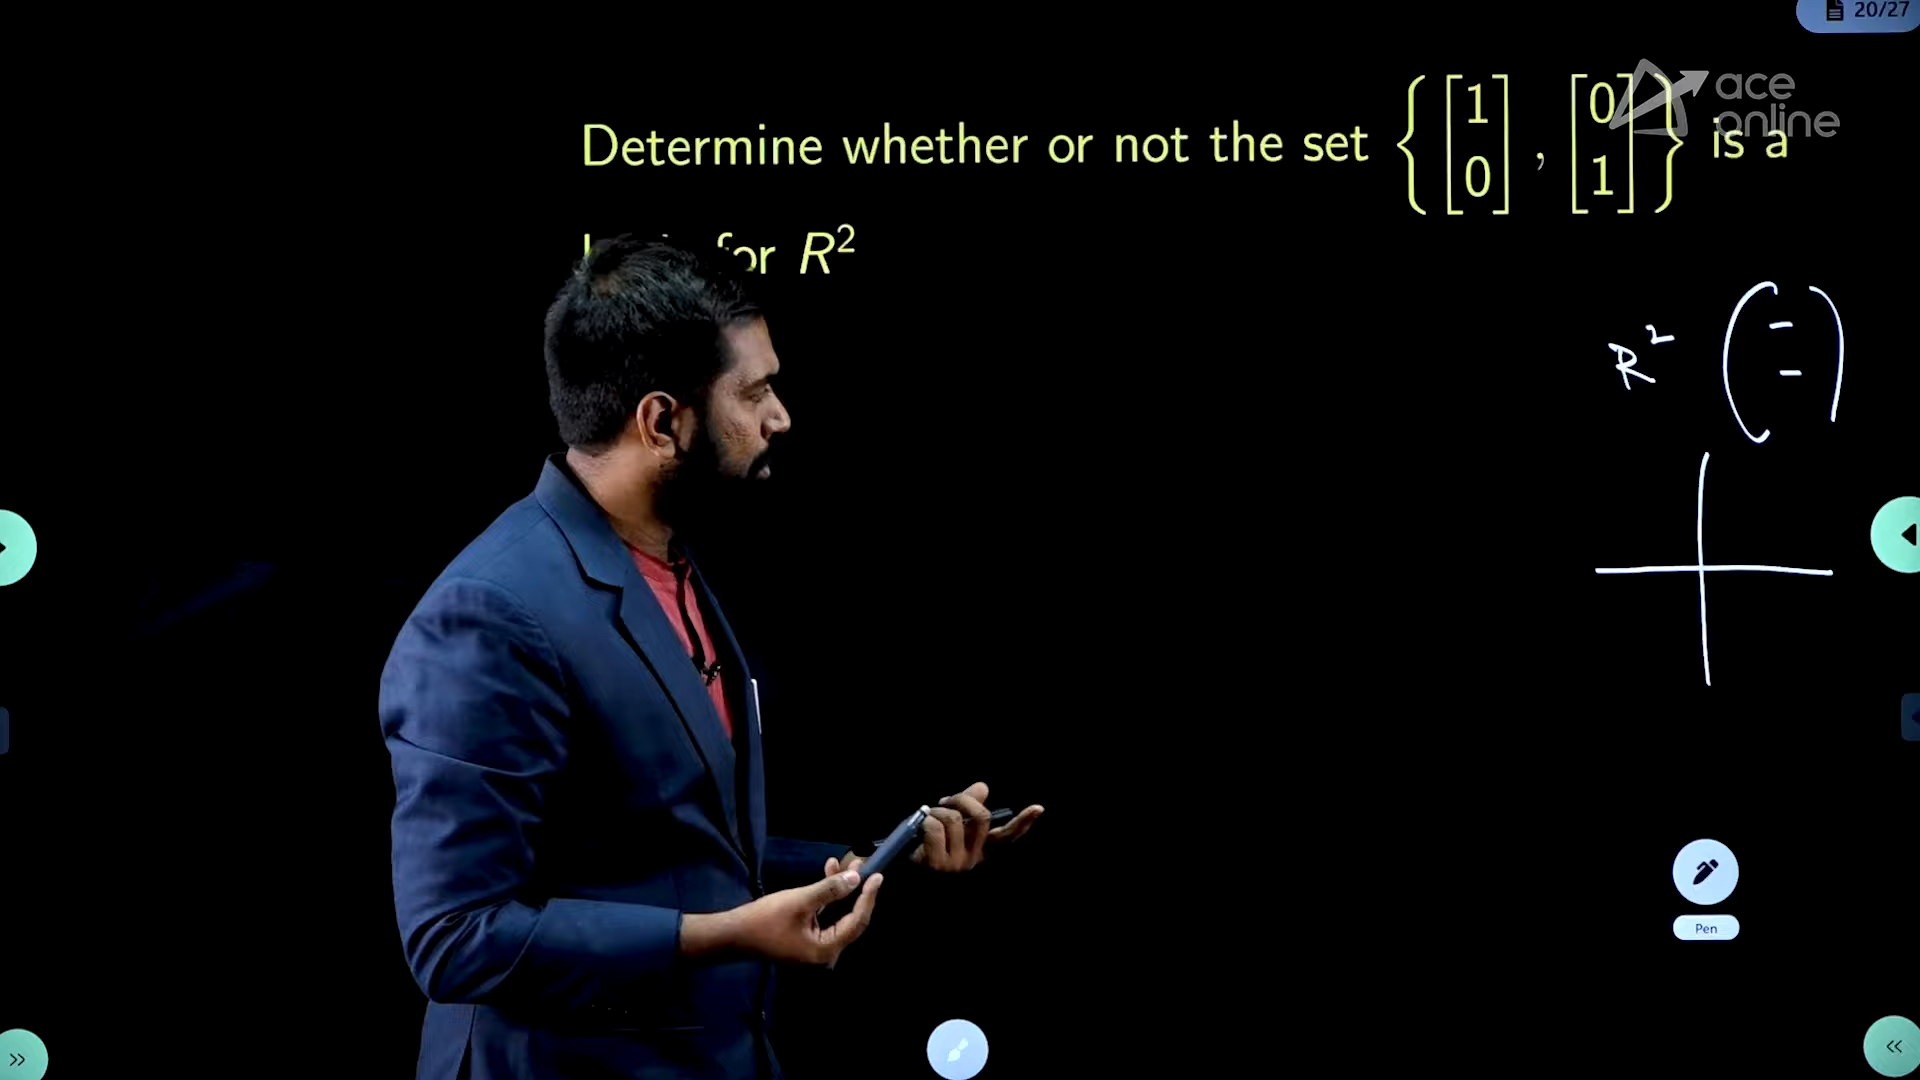 20/27
ace
online
Determine whether or not the set { [1 0] , [0 1] } is a
for R²
R² ( - - )
Pen